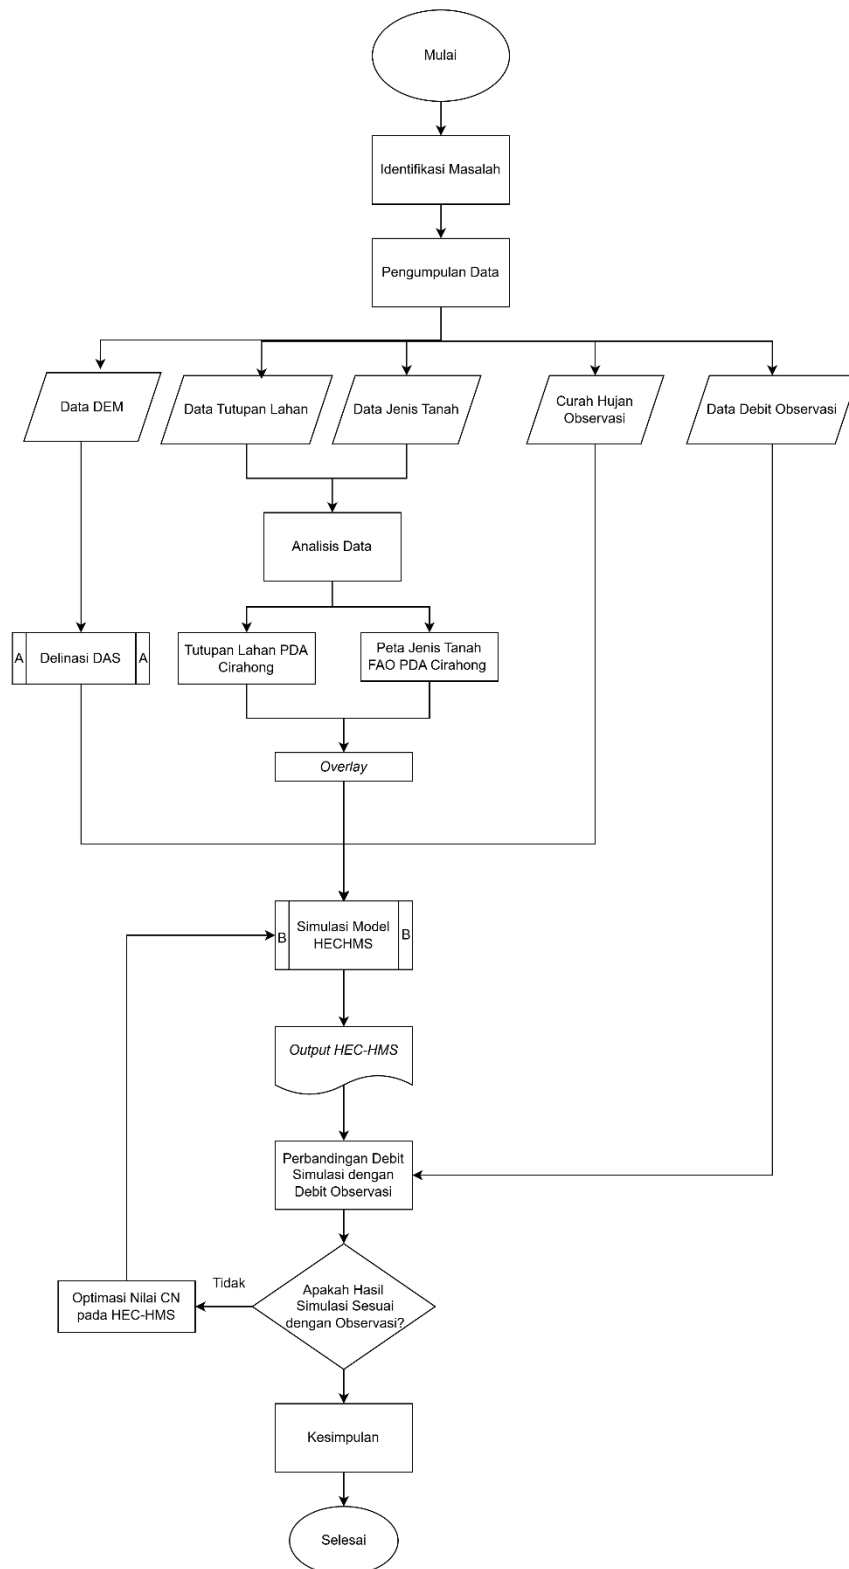 Mulai
Identifikasi Masalah
Pengumpulan Data
Data DEM
Data Tutupan Lahan
Data Jenis Tanah
Curah Hujan
Observasi
Data Debit Observasi
Analisis Data
A
Delinasi DAS
A
Tutupan Lahan PDA
Cirahong
Peta Jenis Tanah
FAO PDA Cirahong
Overlay
B
Simulasi Model
HECHMS
B
Output HEC-HMS
Perbandingan Debit
Simulasi dengan
Debit Observasi
Tidak
Optimasi Nilai CN
pada HEC-HMS
Apakah Hasil
Simulasi Sesuai
dengan Observasi?
Kesimpulan
Selesai